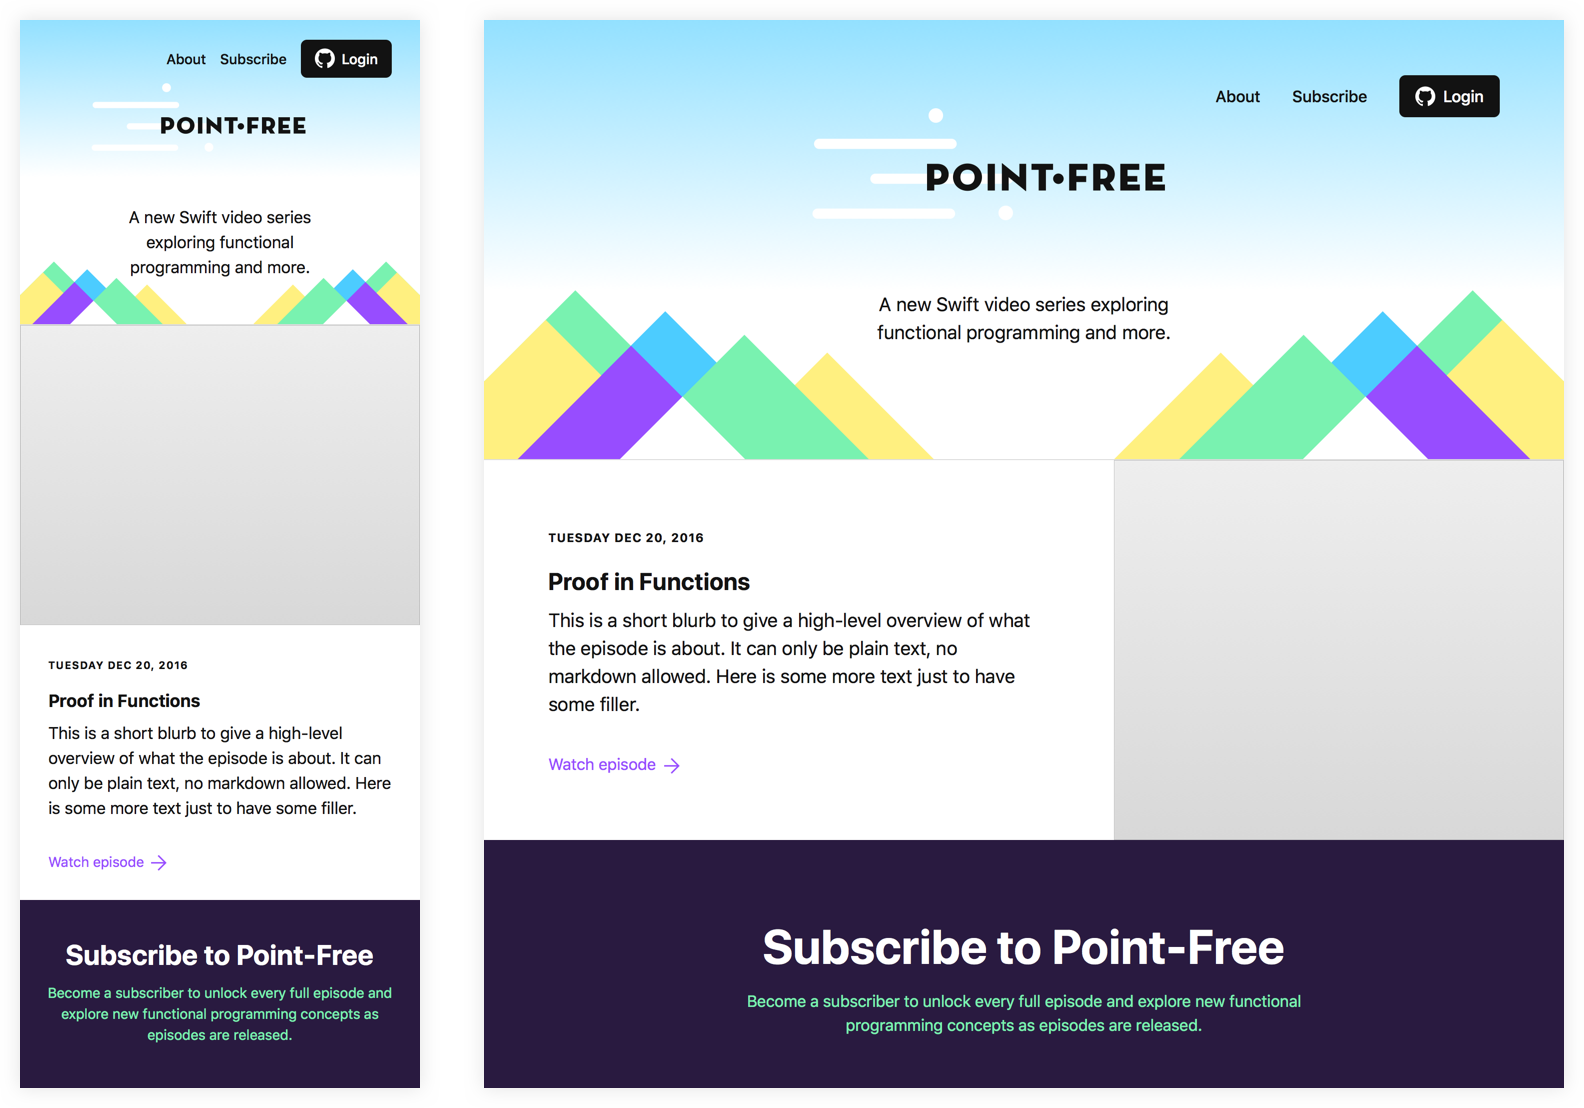 About Subscribe Login
POINT•FREE
A new Swift video series
exploring functional
programming and more.
TUESDAY DEC 20, 2016
Proof in Functions
This is a short blurb to give a high-level
overview of what the episode is about. It can
only be plain text, no markdown allowed. Here
is some more text just to have some filler.
Watch episode
Subscribe to Point-Free
Become a subscriber to unlock every full episode and
explore new functional programming concepts as
episodes are released.
About Subscribe Login
POINT•FREE
A new Swift video series exploring
functional programming and more.
TUESDAY DEC 20, 2016
Proof in Functions
This is a short blurb to give a high-level overview of what
the episode is about. It can only be plain text, no
markdown allowed. Here is some more text just to have
some filler.
Watch episode
Subscribe to Point-Free
Become a subscriber to unlock every full episode and explore new functional
programming concepts as episodes are released.